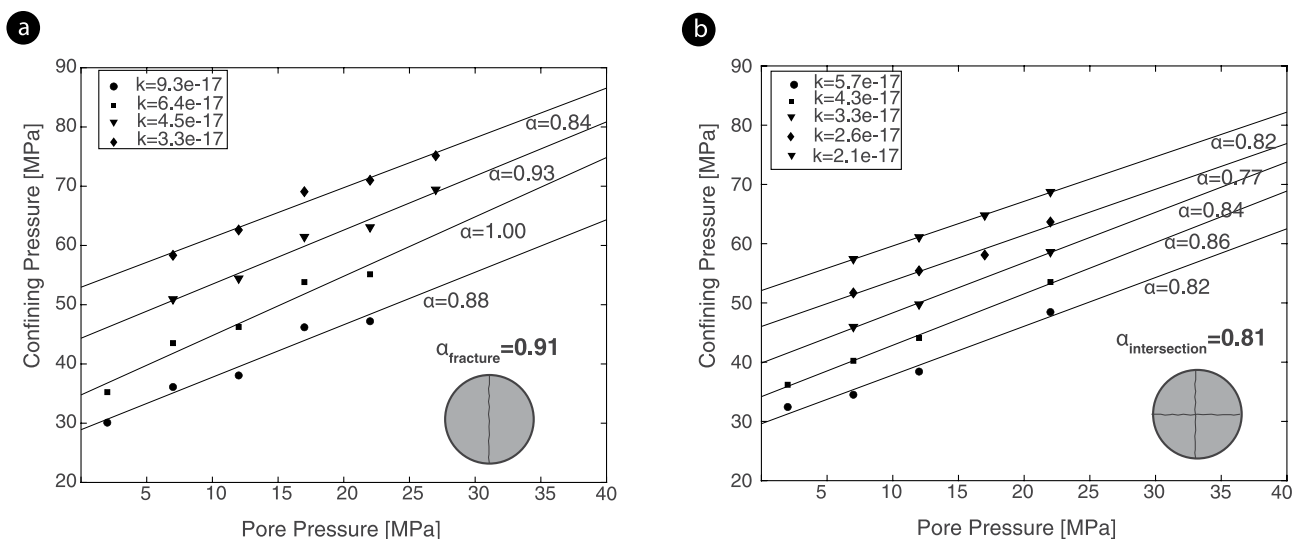 a
90
80
70
60
50
40
30
20
Confining Pressure [MPa]
k=9.3e-17
k=6.4e-17
k=4.5e-17
k=3.3e-17
α=0.84
α=0.93
α=1.00
α=0.88
αfracture=0.91
5 10 15 20 25 30 35 40
Pore Pressure [MPa]
b
90
80
70
60
50
40
30
20
Confining Pressure [MPa]
k=5.7e-17
k=4.3e-17
k=3.3e-17
k=2.6e-17
k=2.1e-17
α=0.82
α=0.77
α=0.84
α=0.86
α=0.82
αintersection=0.81
5 10 15 20 25 30 35 40
Pore Pressure [MPa]